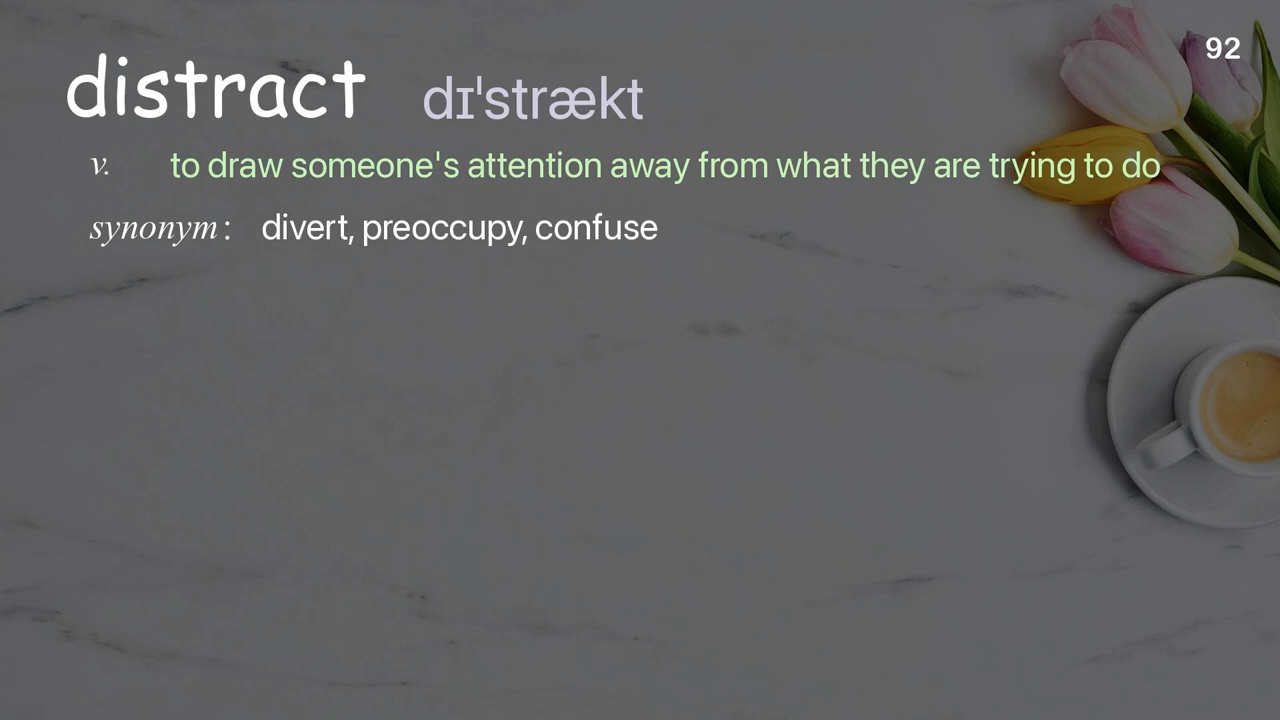 92
distract dɪˈstrækt
v. to draw someone's attention away from what they are trying to do
synonym: divert, preoccupy, confuse